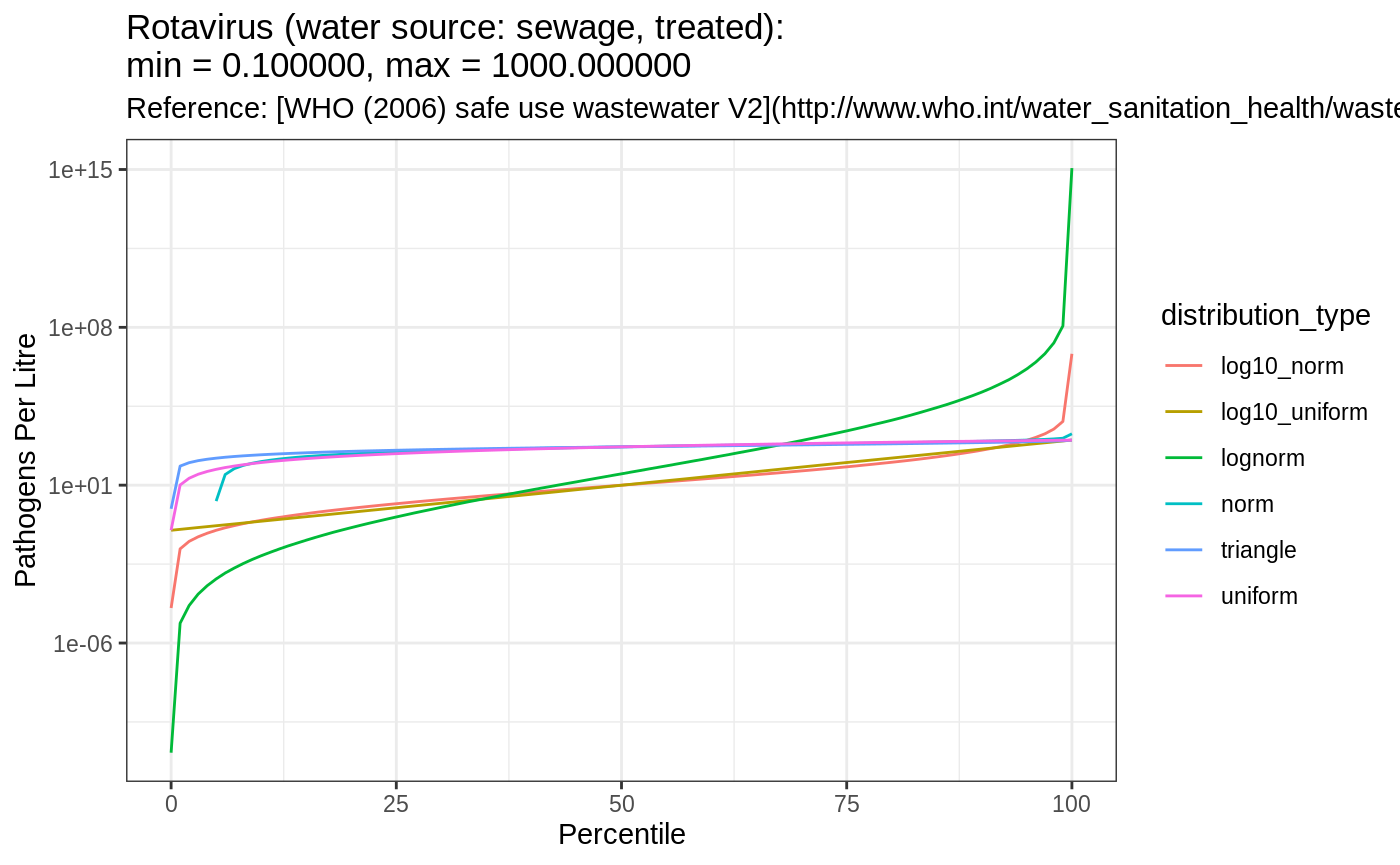 Rotavirus (water source: sewage, treated):
min = 0.100000, max = 1000.000000
Reference: [WHO (2006) safe use wastewater V2](http://www.who.int/water_sanitation_health/waste
1e+15
1e+08
1e+01
1e-06
Pathogens Per Litre
0 25 50 75 100
Percentile
distribution_type
log10_norm
log10_uniform
lognorm
norm
triangle
uniform